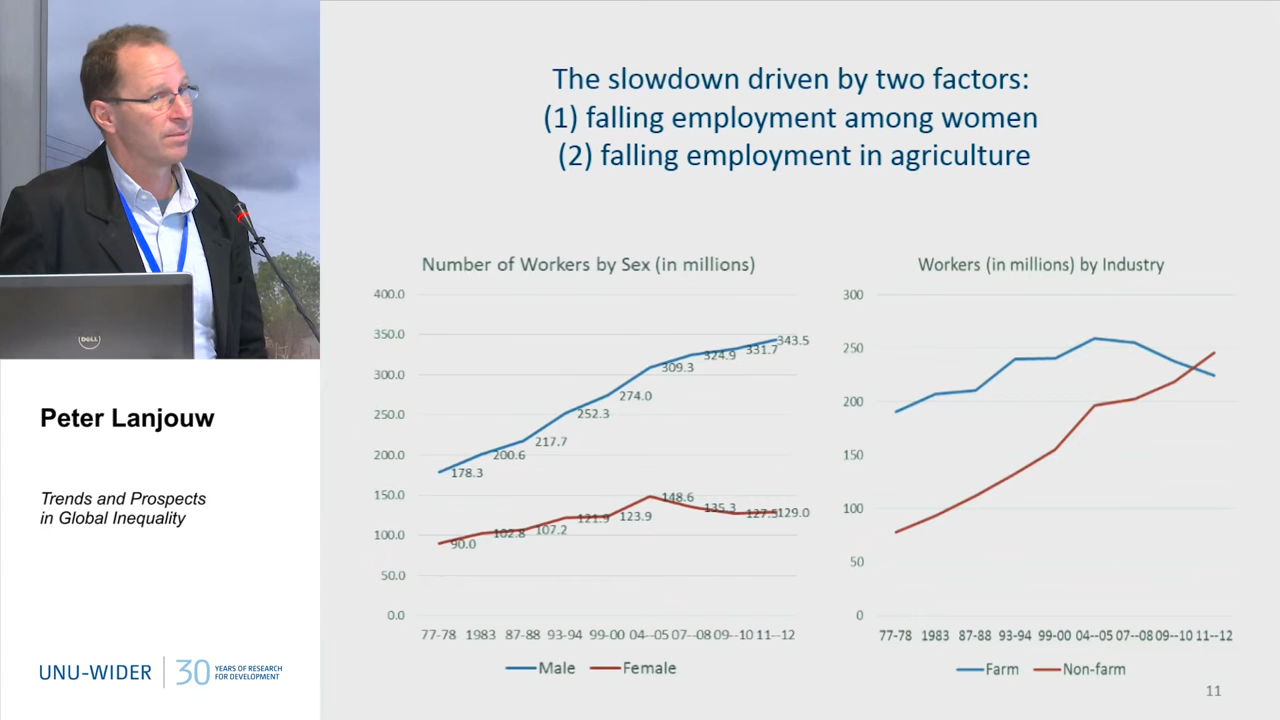 The slowdown driven by two factors:
(1) falling employment among women
(2) falling employment in agriculture
Number of Workers by Sex (in millions)
400.0
350.0
300.0
250.0
200.0
150.0
100.0
50.0
0.0
178.3
200.6
217.7
252.3
274.0
309.3
324.9
331.7
343.5
90.0
102.8
107.2
121.9
123.9
148.6
135.3
127.3
129.0
77-78 1983 87-88 93-94 99-00 04--05 07--08 09--10 11--12
Male Female
Workers (in millions) by Industry
300
250
200
150
100
50
0
77-78 1983 87-88 93-94 99-00 04--05 07--08 09--10 11--12
Farm Non-farm
11
DELL
Peter Lanjouw
Trends and Prospects
in Global Inequality
UNU-WIDER
30 YEARS OF RESEARCH
FOR DEVELOPMENT